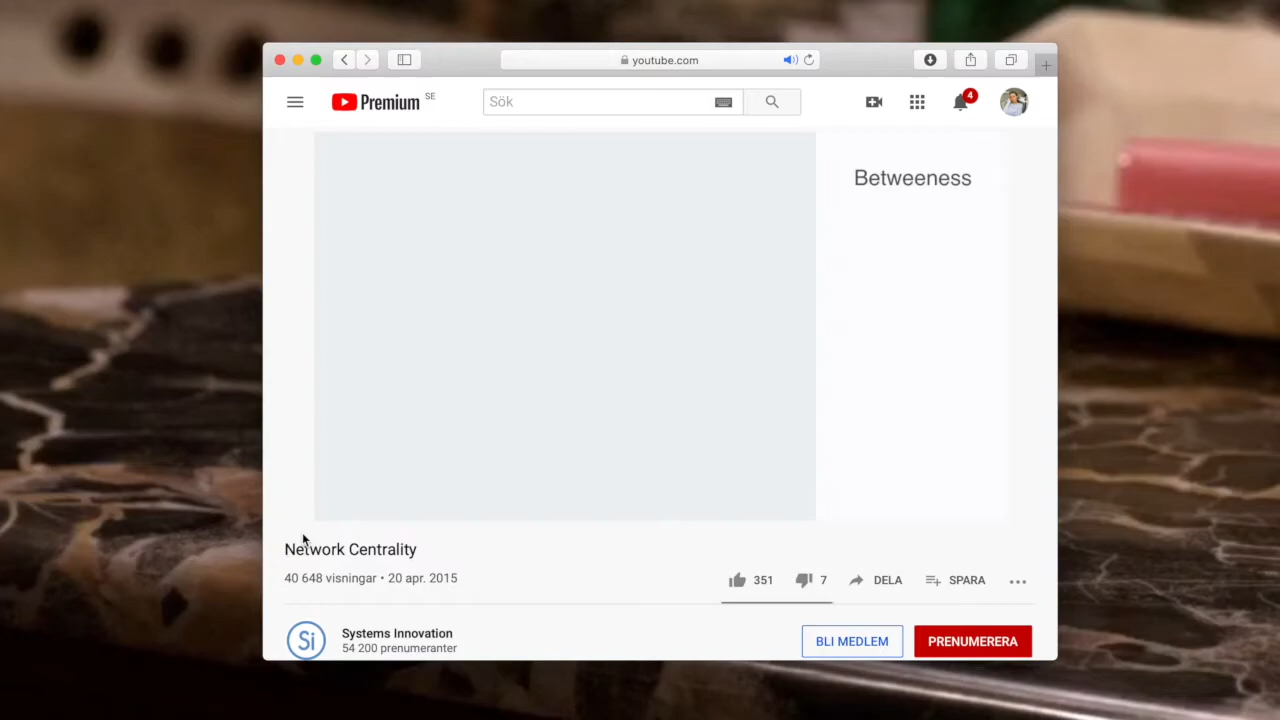 youtube.com
Premium SE
Sök
4
Betweeness
Network Centrality
40 648 visningar • 20 apr. 2015
351
7
DELA
SPARA
Si
Systems Innovation
54 200 prenumeranter
BLI MEDLEM
PRENUMERERA